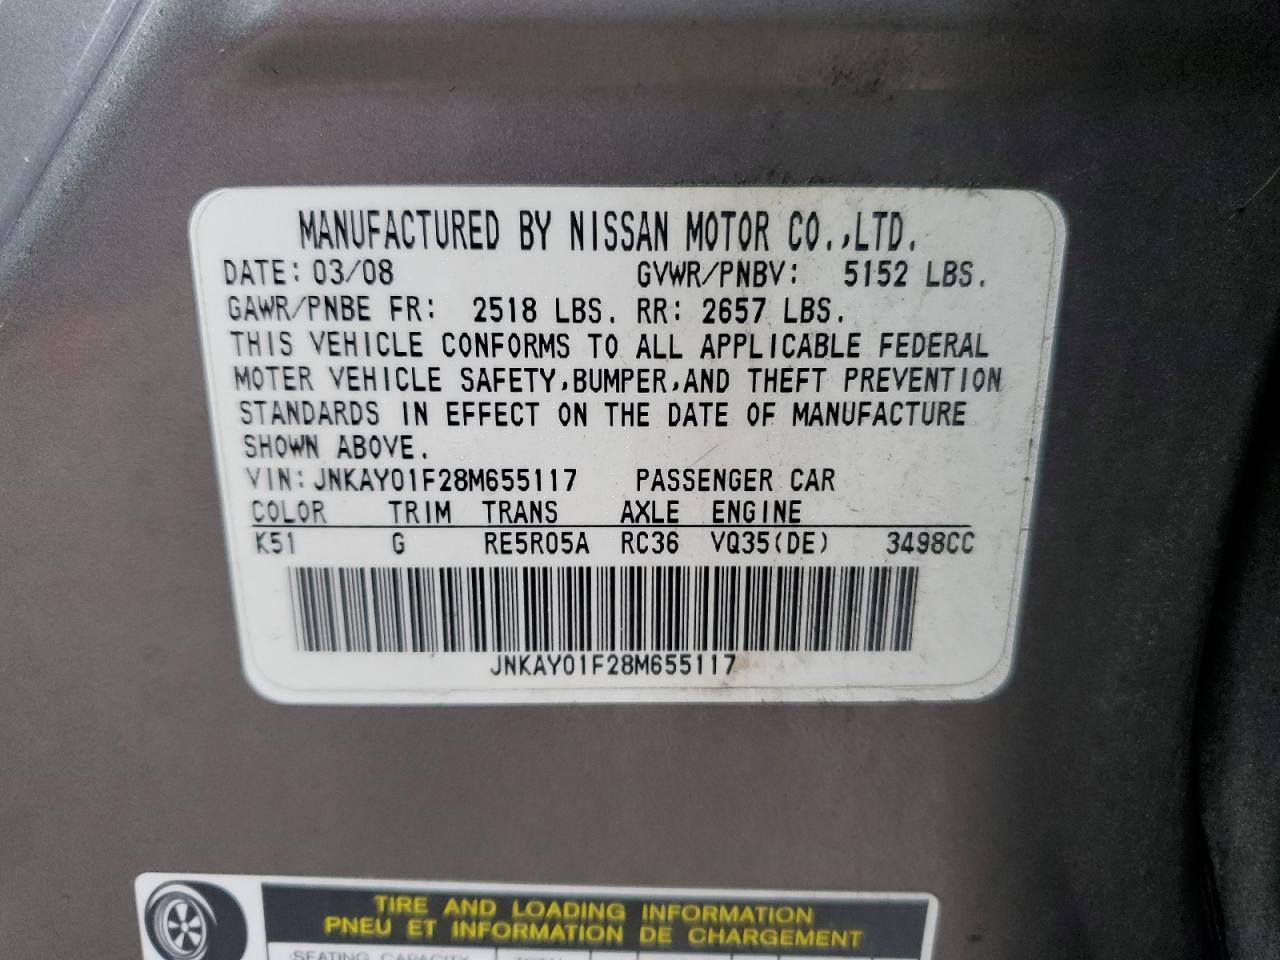 MANUFACTURED BY NISSAN MOTOR CO.,LTD.
DATE: 03/08 GVWR/PNBV: 5152 LBS.
GAWR/PNBE FR: 2518 LBS. RR: 2657 LBS.
THIS VEHICLE CONFORMS TO ALL APPLICABLE FEDERAL
MOTER VEHICLE SAFETY,BUMPER,AND THEFT PREVENTION
STANDARDS IN EFFECT ON THE DATE OF MANUFACTURE
SHOWN ABOVE.
VIN: JNKAY01F28M655117 PASSENGER CAR
COLOR TRIM TRANS AXLE ENGINE
K51 G RE5R05A RC36 VQ35(DE) 3498CC
JNKAY01F28M655117
TIRE AND LOADING INFORMATION
PNEU ET INFORMATION DE CHARGEMENT
SEATING CAPACITY